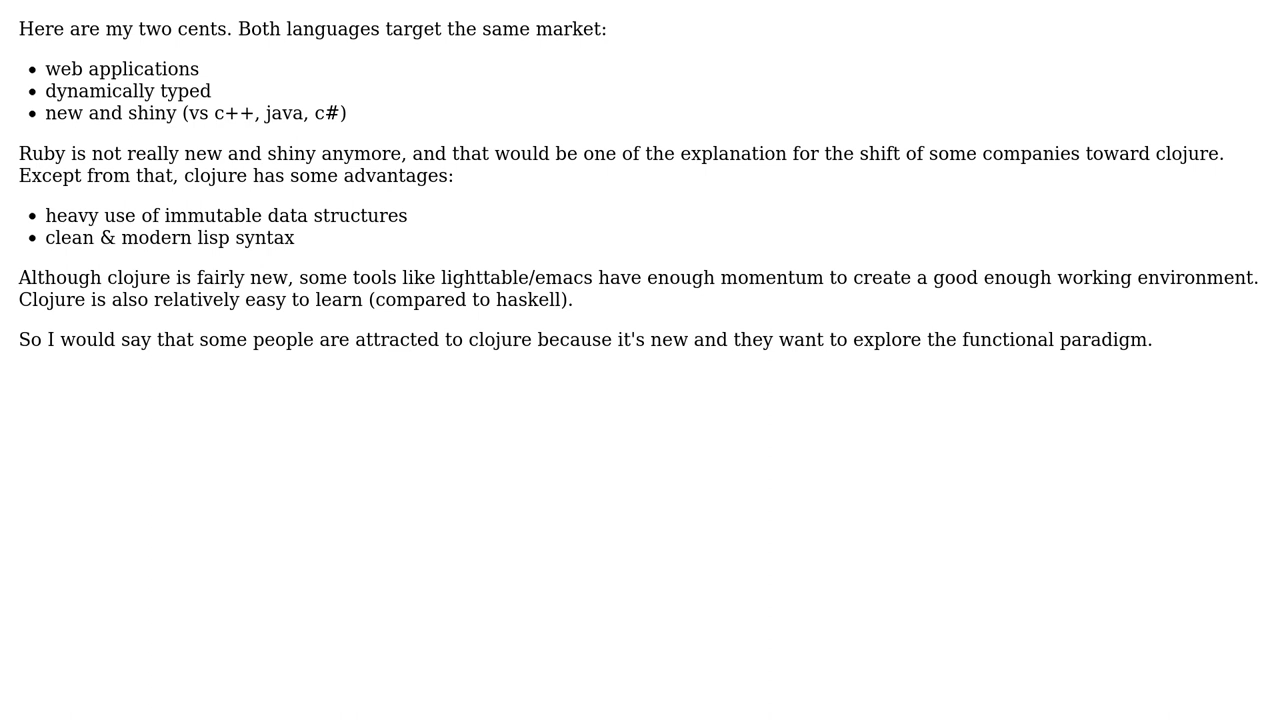 Here are my two cents. Both languages target the same market:
• web applications
• dynamically typed
• new and shiny (vs c++, java, c#)
Ruby is not really new and shiny anymore, and that would be one of the explanation for the shift of some companies toward clojure.
Except from that, clojure has some advantages:
• heavy use of immutable data structures
• clean & modern lisp syntax
Although clojure is fairly new, some tools like lighttable/emacs have enough momentum to create a good enough working environment.
Clojure is also relatively easy to learn (compared to haskell).
So I would say that some people are attracted to clojure because it's new and they want to explore the functional paradigm.